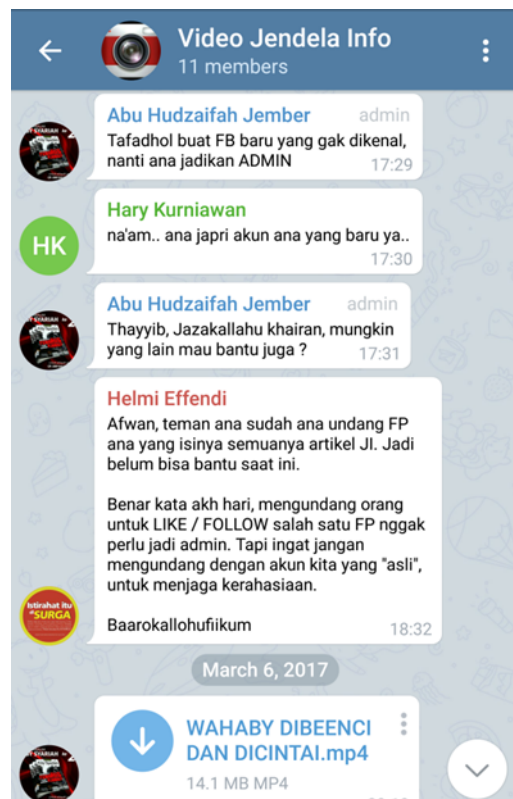 Video Jendela Info
11 members
Abu Hudzaifah Jember admin
Tafadhol buat FB baru yang gak dikenal,
nanti ana jadikan ADMIN 17:29
Hary Kurniawan
HK
na'am.. ana japri akun ana yang baru ya..
17:30
Abu Hudzaifah Jember admin
Thayyib, Jazakallahu khairan, mungkin
yang lain mau bantu juga ? 17:31
Helmi Effendi
Afwan, teman ana sudah ana undang FP
ana yang isinya semuanya artikel JI. Jadi
belum bisa bantu saat ini.
Benar kata akh hari, mengundang orang
untuk LIKE / FOLLOW salah satu FP nggak
perlu jadi admin. Tapi ingat jangan
mengundang dengan akun kita yang "asli",
untuk menjaga kerahasiaan.
Istirahat itu
SURGA
Baarokallohufiikum 18:32
March 6, 2017
WAHABY DIBEENCI
DAN DICINTAI.mp4
14.1 MB MP4